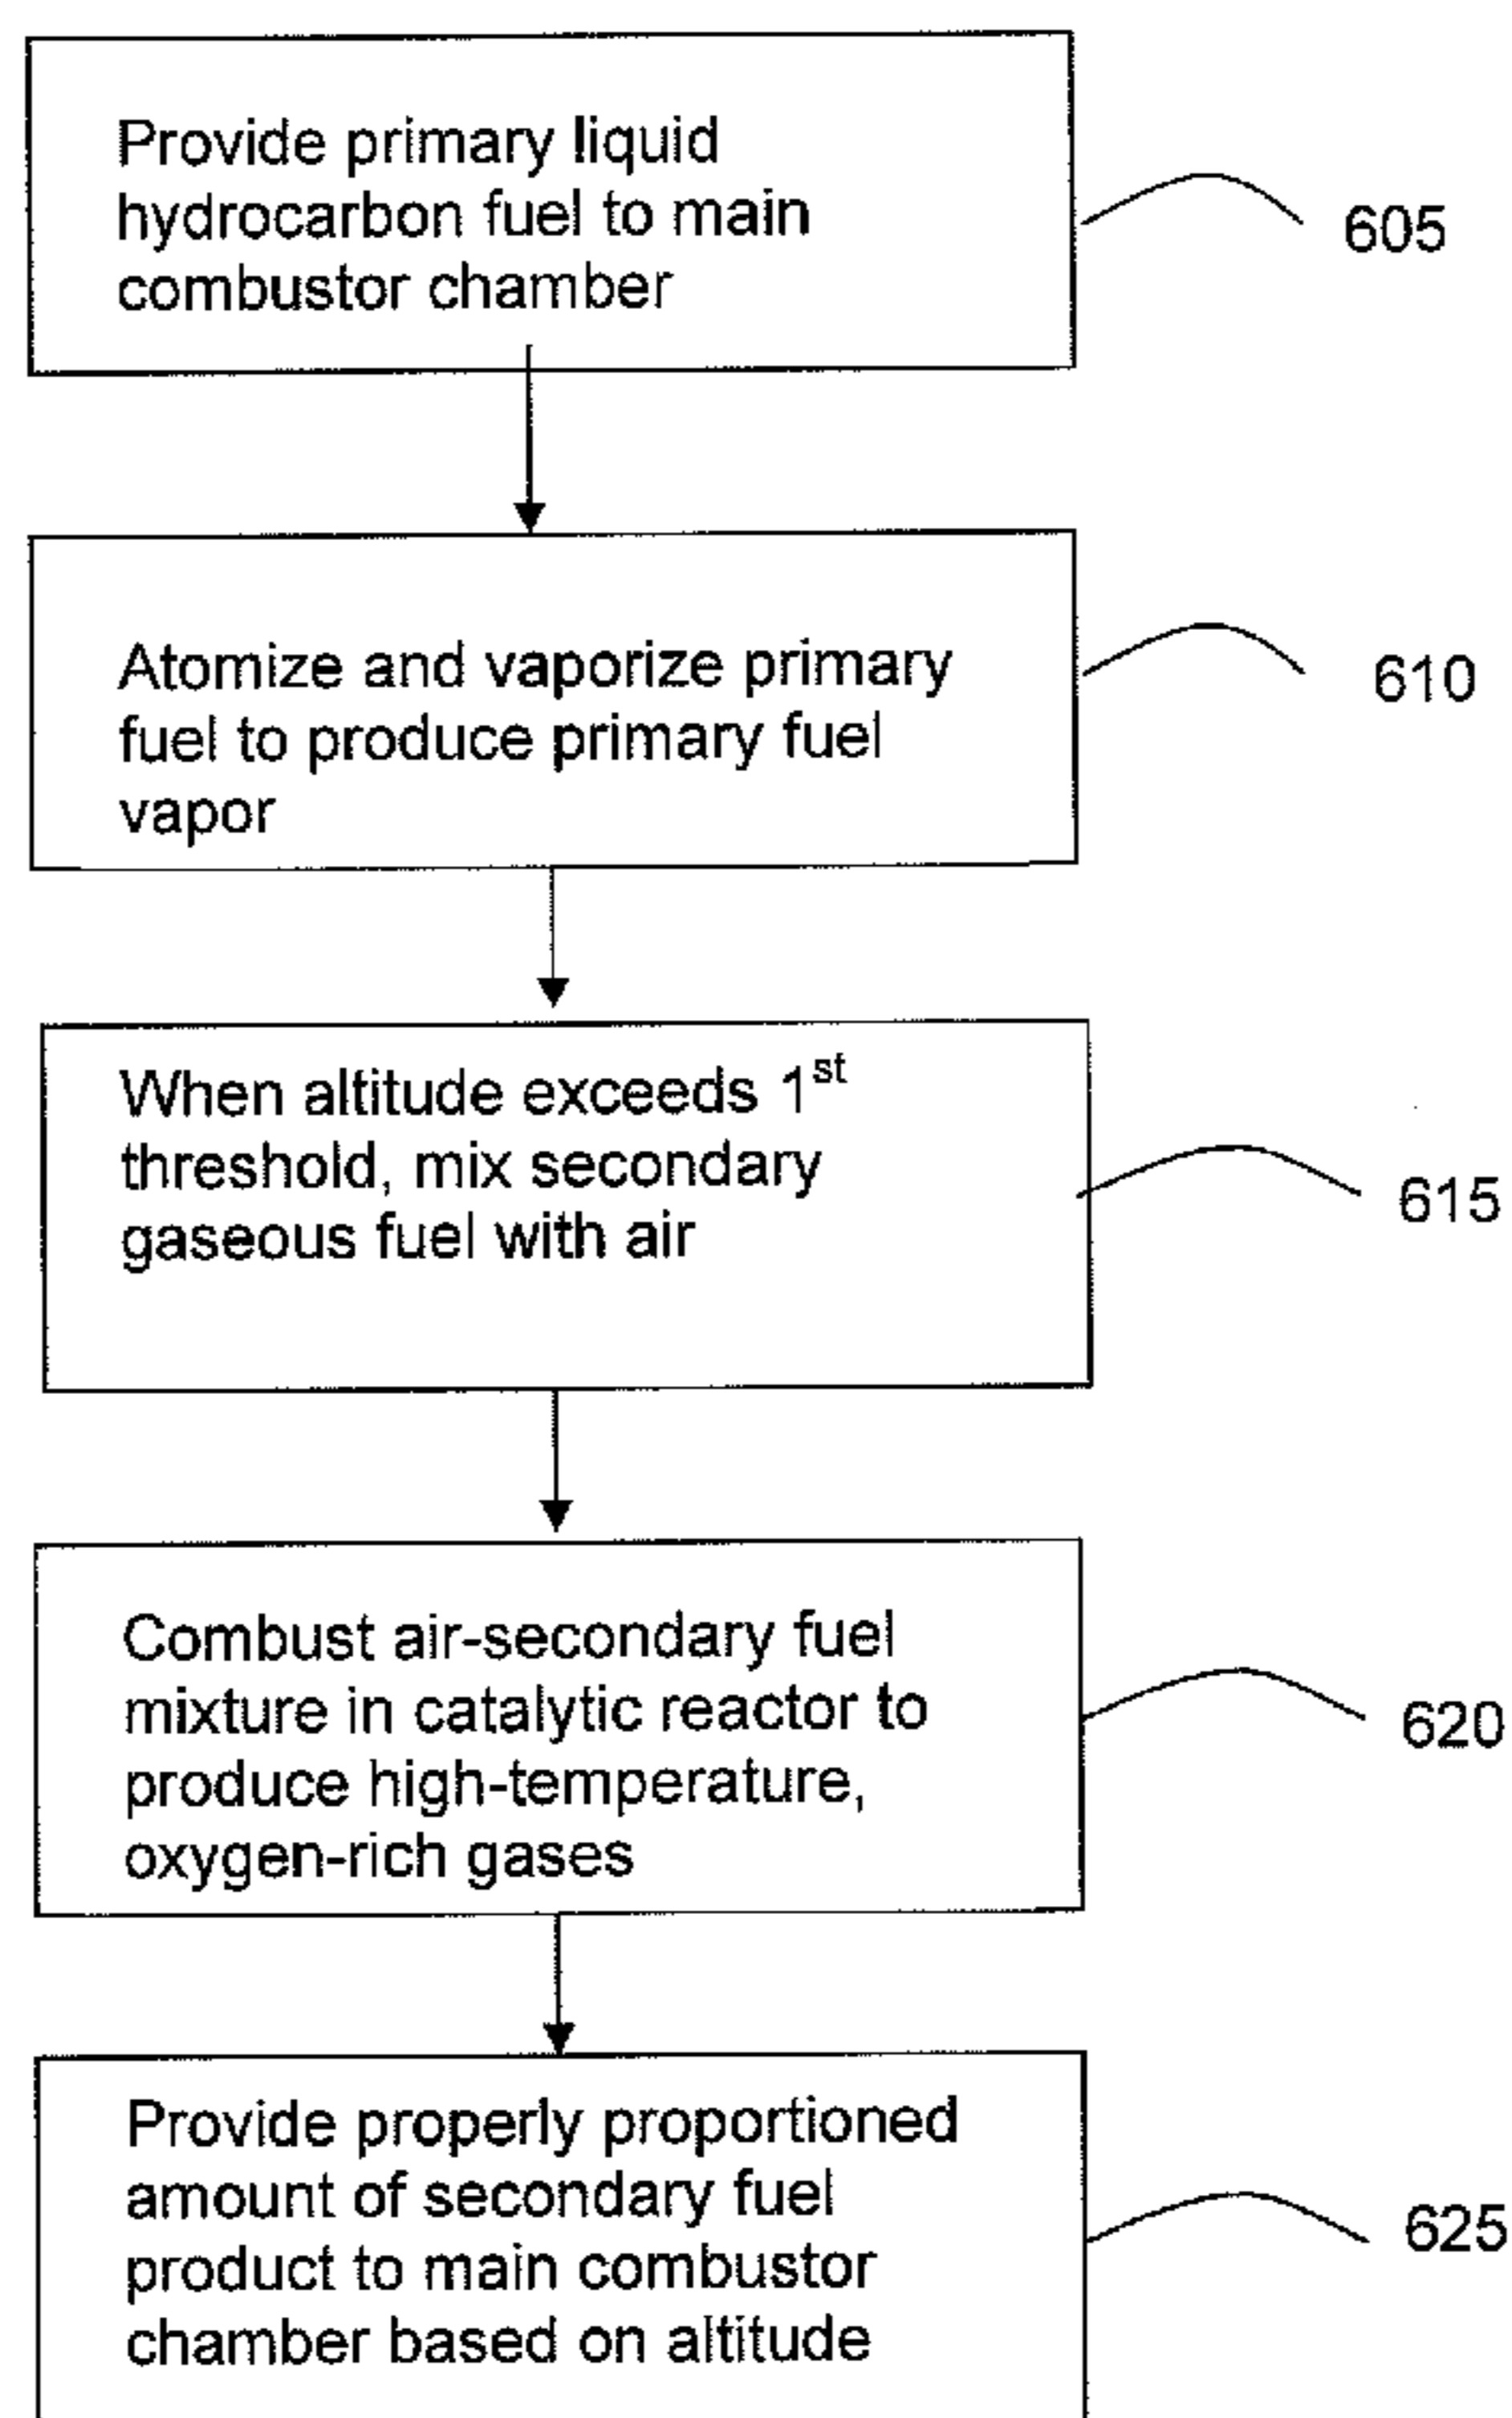 Provide primary liquid
hydrocarbon fuel to main
combustor chamber
605
Atomize and vaporize primary
fuel to produce primary fuel
vapor
610
When altitude exceeds 1st
threshold, mix secondary
gaseous fuel with air
615
Combust air-secondary fuel
mixture in catalytic reactor to
produce high-temperature,
oxygen-rich gases
620
Provide properly proportioned
amount of secondary fuel
product to main combustor
chamber based on altitude
625